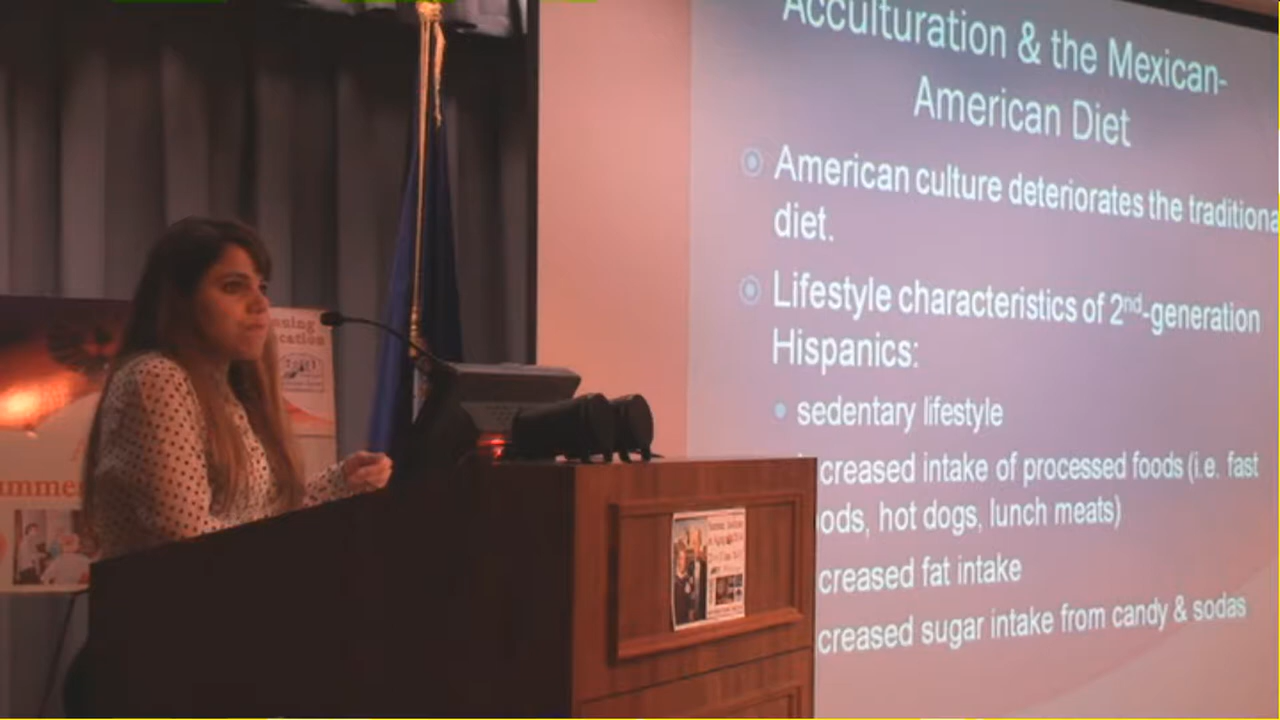 Acculturation & the Mexican-
American Diet
American culture deteriorates the traditiona
diet.
Lifestyle characteristics of 2nd-generation
Hispanics:
sedentary lifestyle
creased intake of processed foods (i.e. fast
ods, hot dogs, lunch meats)
creased fat intake
creased sugar intake from candy & sodas
umme